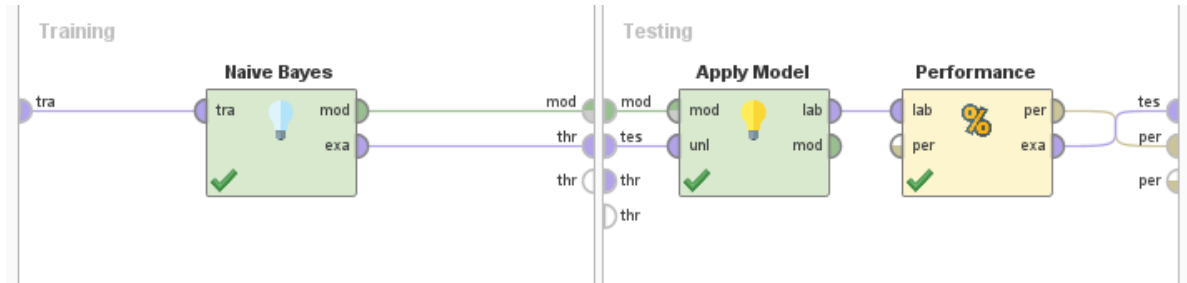 Training
Testing
Naive Bayes
Apply Model
Performance
tra
tra
mod
mod
mod
mod
lab
lab
per
tes
exa
thr
tes
unl
mod
per
exa
per
thr
thr
per
thr
%